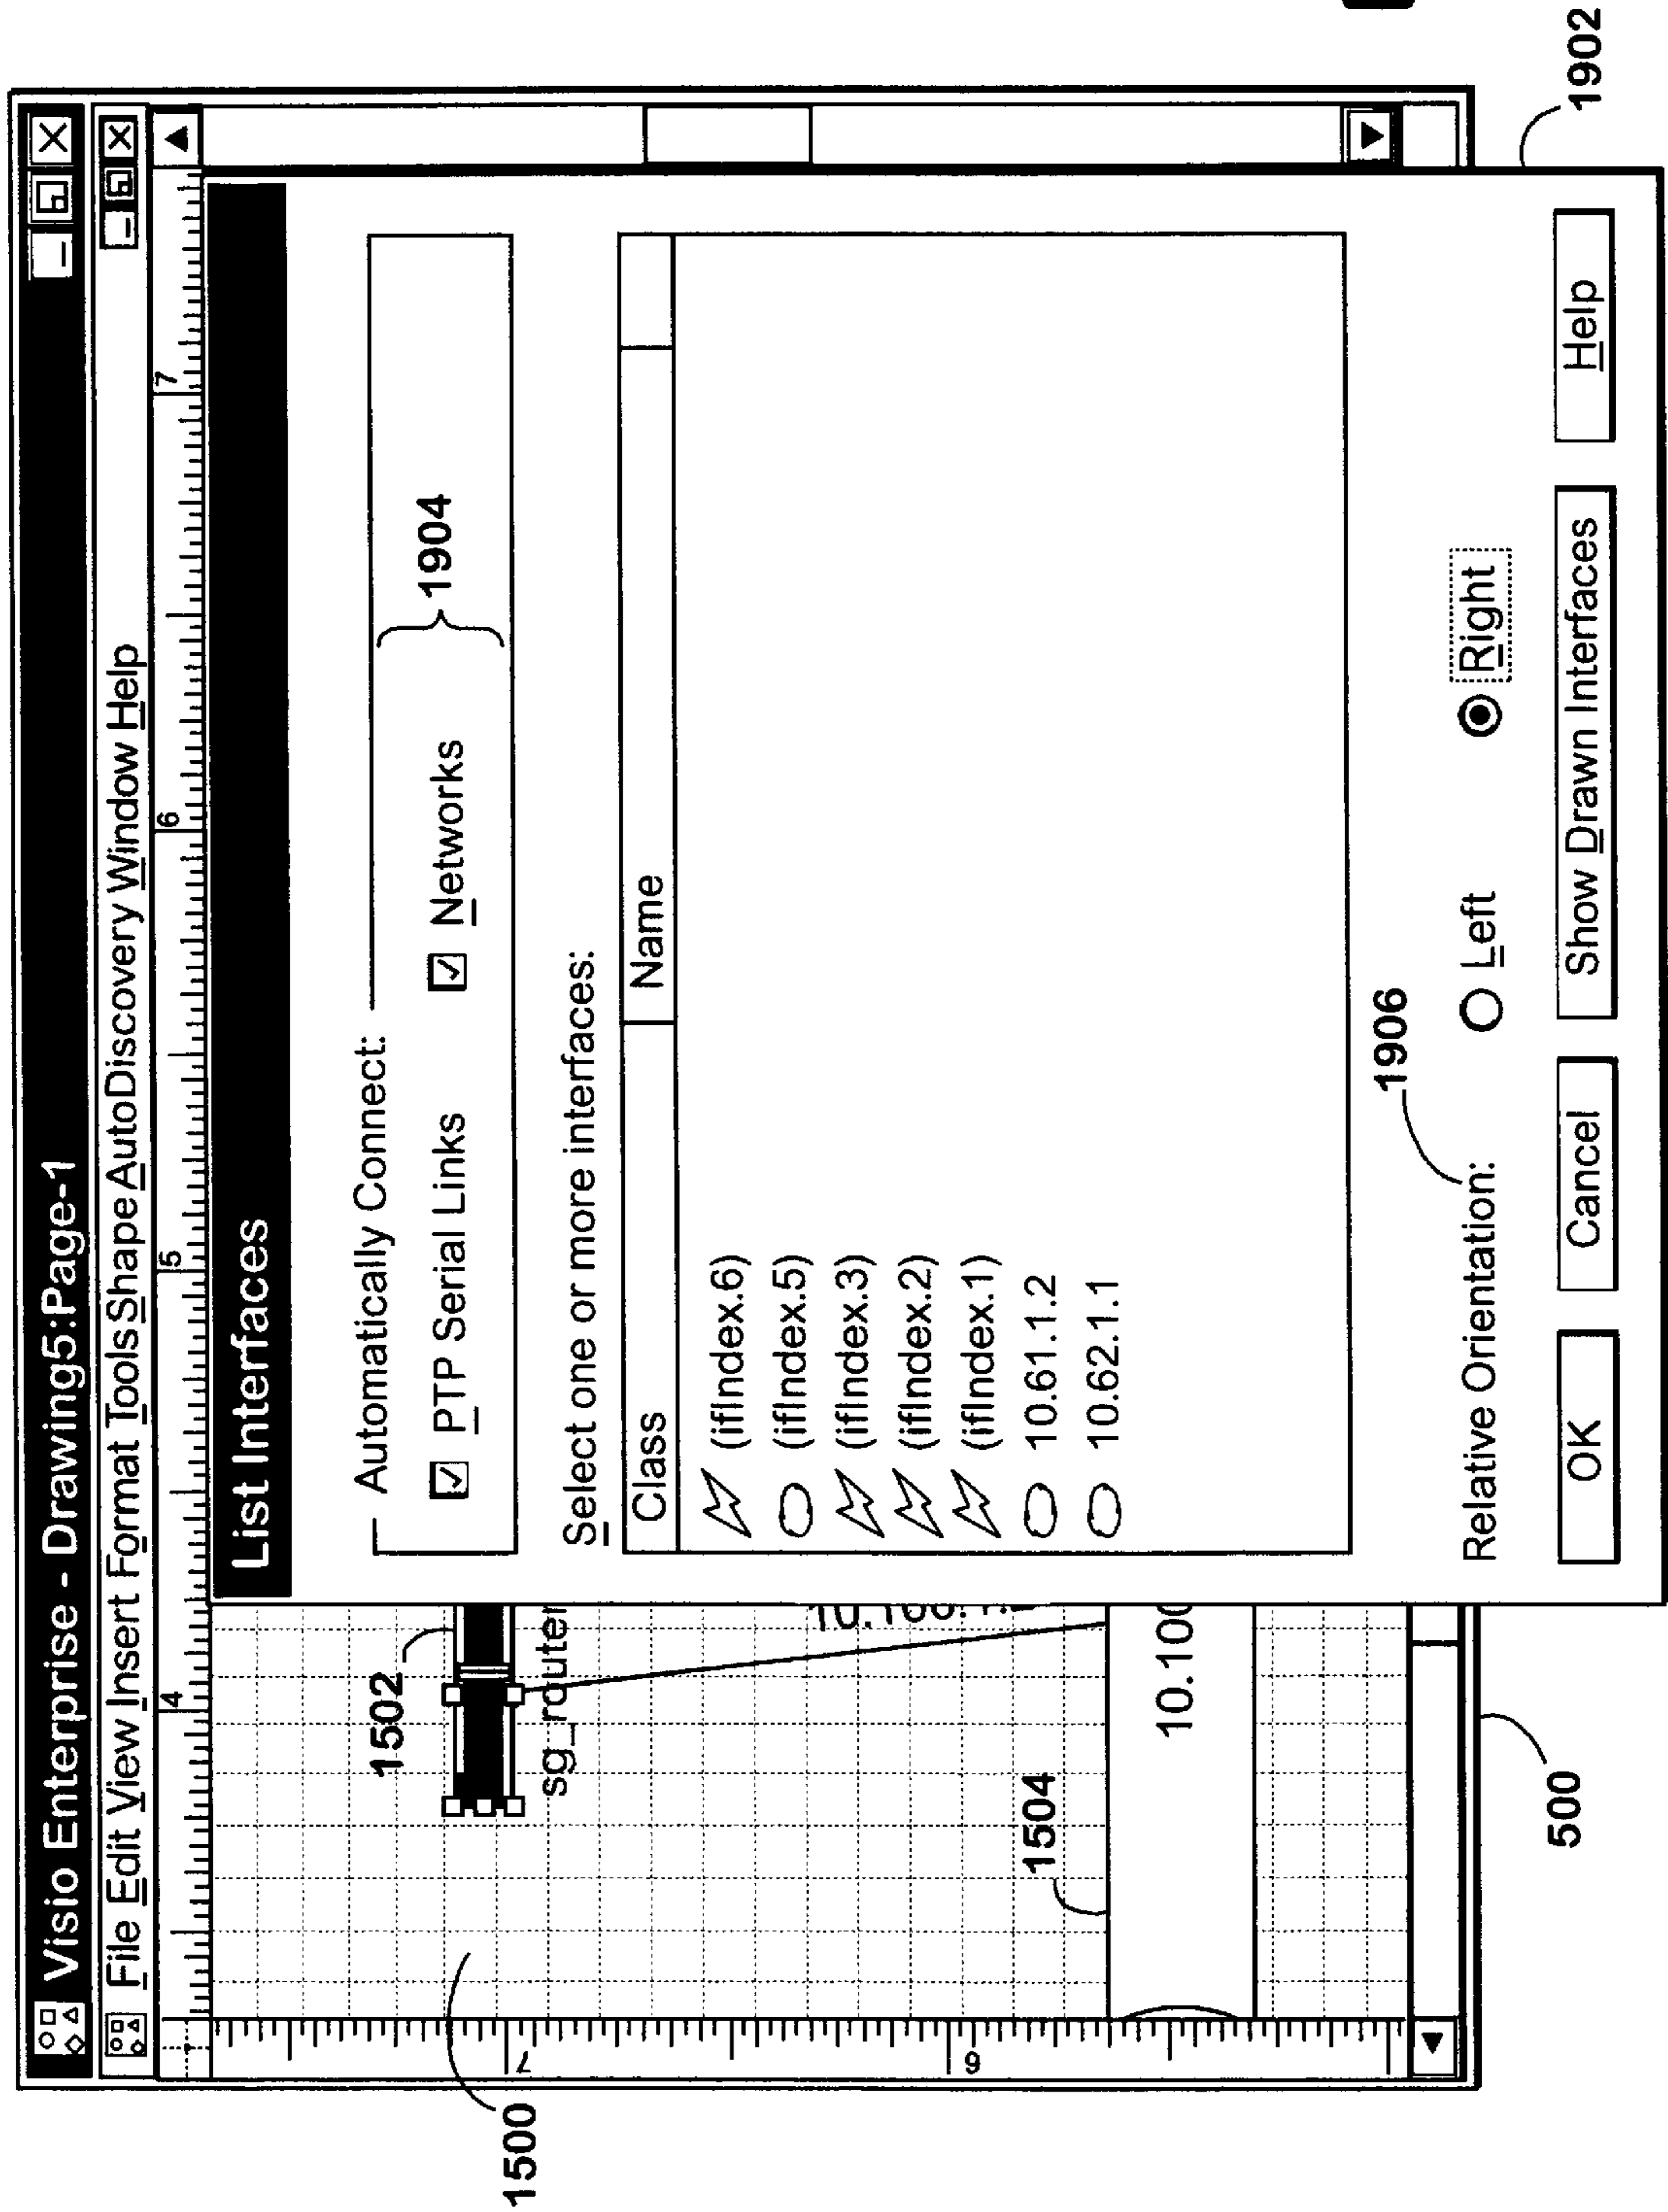 Visio Enterprise - Drawing5:Page-1
File Edit View Insert Format Tools Shape AutoDiscovery Window Help
4 5 6 7
7
6
1500
1502
sg_router
1504
10.100
500
List Interfaces
Automatically Connect:
PTP Serial Links Networks
1904
Select one or more interfaces:
Class Name
(ifIndex.6)
(ifIndex.5)
(ifIndex.3)
(ifIndex.2)
(ifIndex.1)
10.61.1.2
10.62.1.1
1906
Relative Orientation: Left Right
OK Cancel Show Drawn Interfaces Help
1902